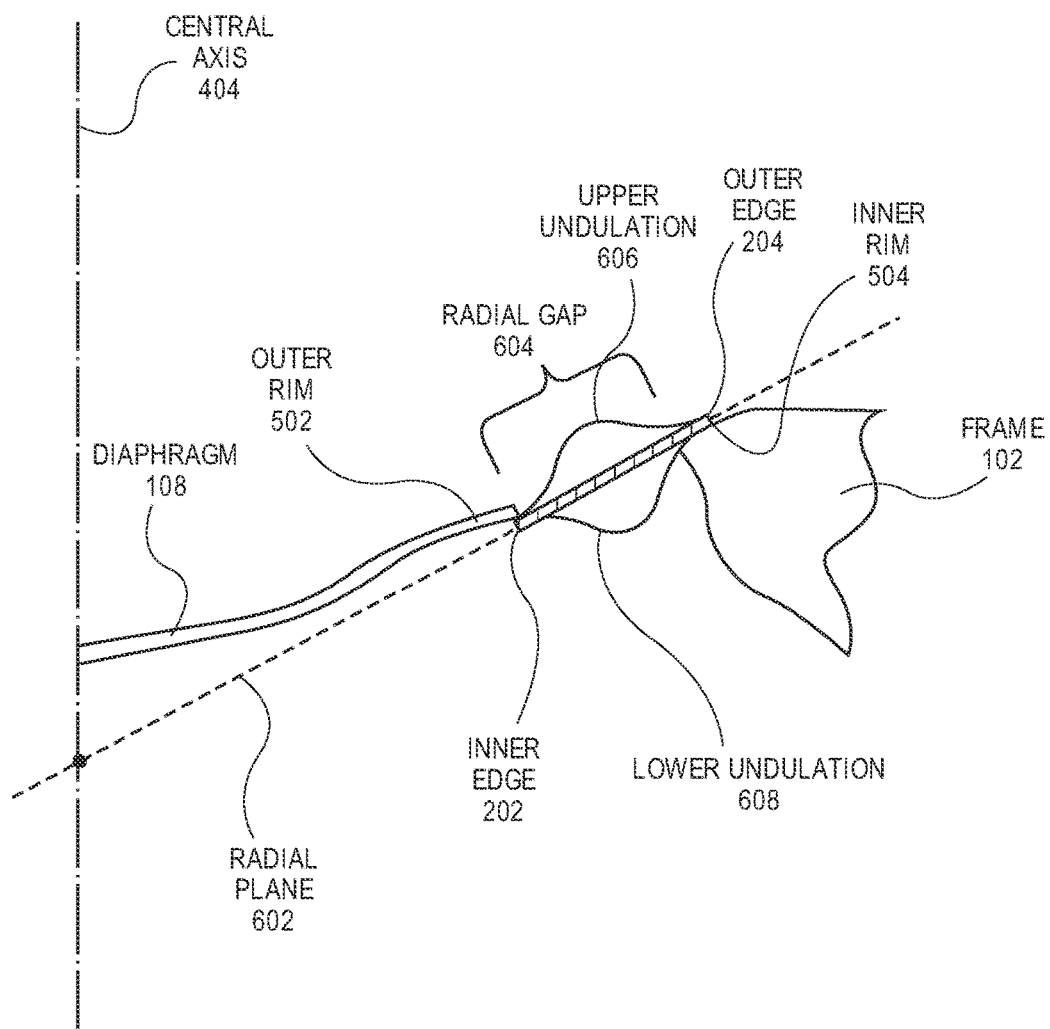 CENTRAL
AXIS
404
UPPER
UNDULATION
606
OUTER
EDGE
204
INNER
RIM
504
RADIAL GAP
604
OUTER
RIM
502
DIAPHRAGM
108
FRAME
102
INNER
EDGE
202
LOWER UNDULATION
608
RADIAL
PLANE
602